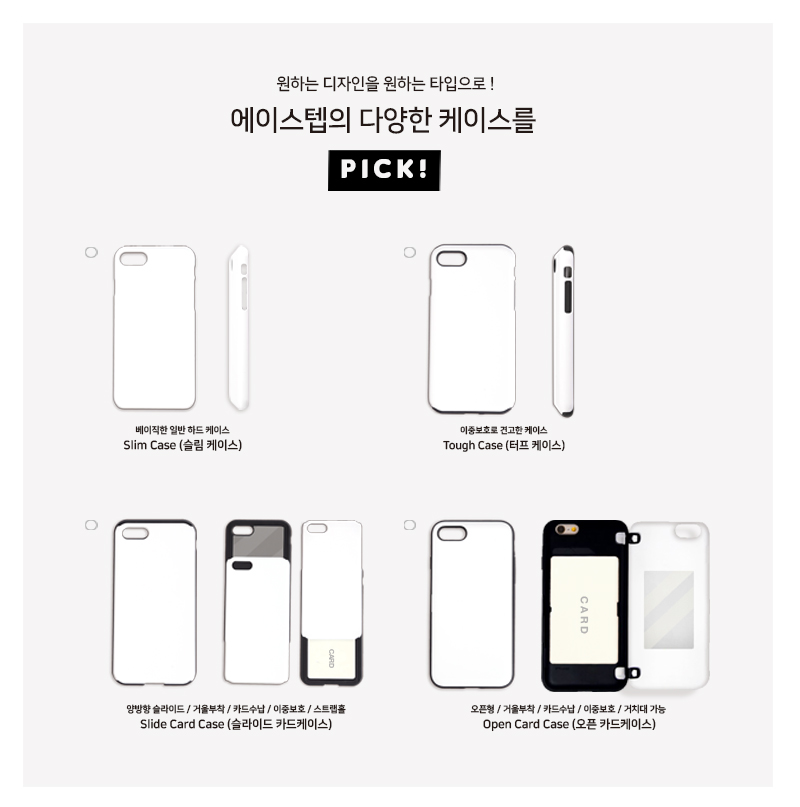 원하는 디자인을 원하는 타입으로 !
에이스텝의 다양한 케이스를
PICK!
베이직한 일반 하드 케이스
Slim Case (슬림 케이스)
이중보호로 견고한 케이스
Tough Case (터프 케이스)
CARD
CARD
양방향 슬라이드 / 거울부착 / 카드수납 / 이중보호 / 스트랩홀
Slide Card Case (슬라이드 카드케이스)
오픈형 / 거울부착 / 카드수납 / 이중보호 / 거치대 가능
Open Card Case (오픈 카드케이스)